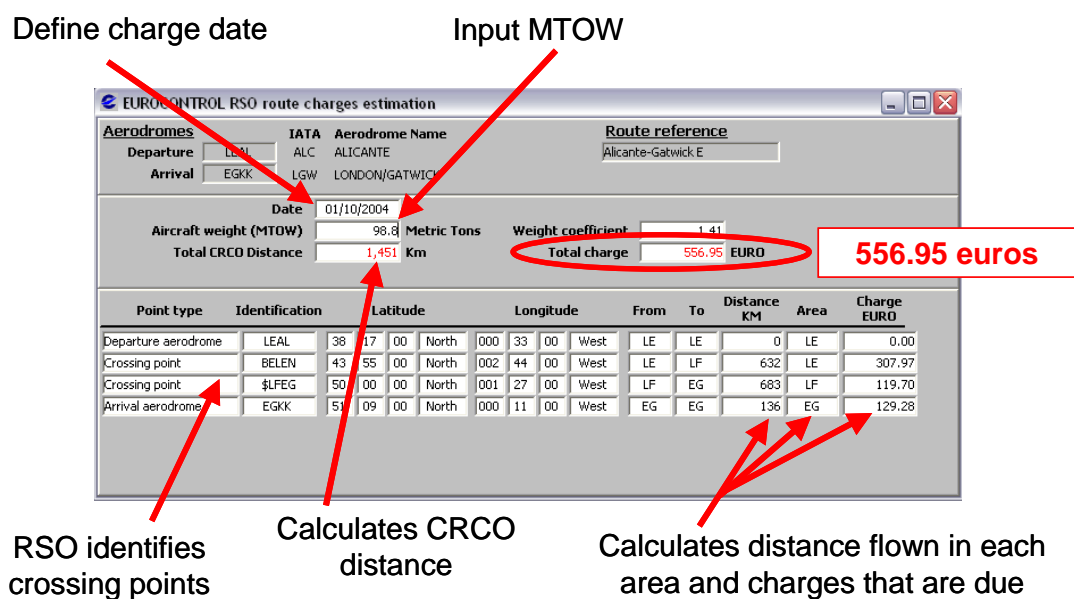 Define charge date
Input MTOW
EUROCONTROL RSO route charges estimation
Aerodromes IATA Aerodrome Name Route reference
Departure LEAL ALC ALICANTE Alicante-Gatwick E
Arrival EGKK LGW LONDON/GATWICK
Date 01/10/2004
Aircraft weight (MTOW) 98.8 Metric Tons Weight coefficient 1.41
Total CRCO Distance 1,451 Km Total charge 556.95 EURO
556.95 euros
Point type Identification Latitude Longitude From To Distance KM Area Charge EURO
Departure aerodrome LEAL 38 17 00 North 000 33 00 West LE LE 0 LE 0.00
Crossing point BELEN 43 55 00 North 002 44 00 West LE LF 632 LE 307.97
Crossing point $LFEG 50 00 00 North 001 27 00 West LF EG 683 LF 119.70
Arrival aerodrome EGKK 51 09 00 North 000 11 00 West EG EG 136 EG 129.28
RSO identifies
crossing points
Calculates CRCO
distance
Calculates distance flown in each
area and charges that are due